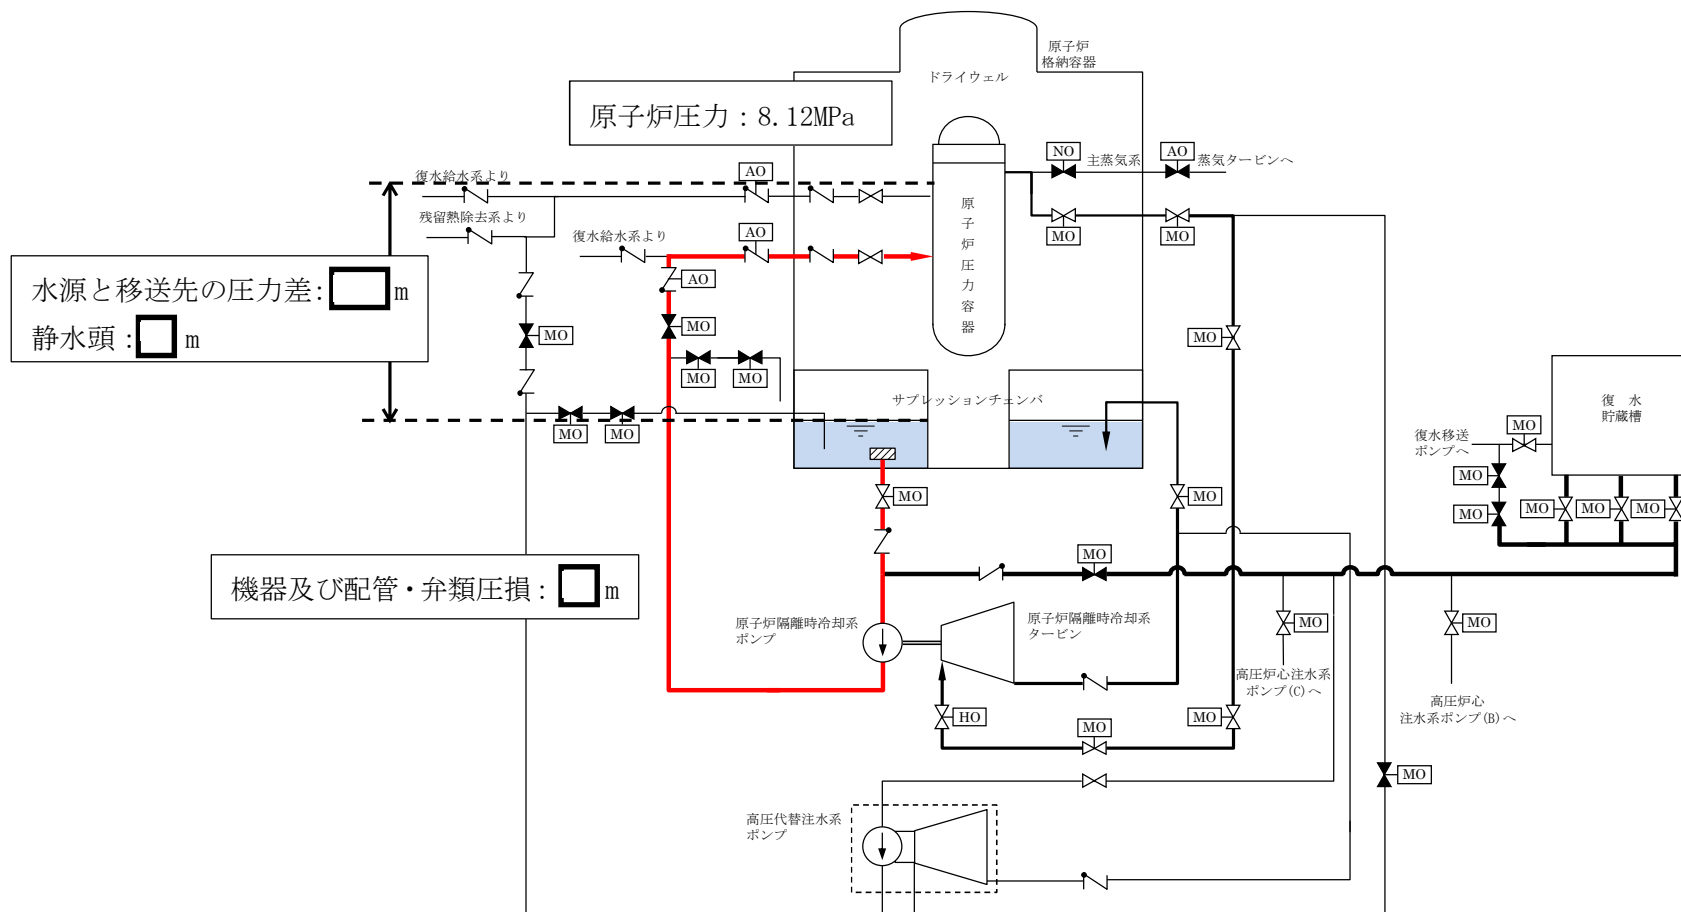 原子炉
格納容器
ドライウェル
原子炉圧力：8.12MPa
NO
主蒸気系
AO
蒸気タービンへ
復水給水系より
AO
残留熱除去系より
復水給水系より
AO
MO
MO
原子炉圧力容器
水源と移送先の圧力差：m
静水頭：m
AO
MO
MO
MO
MO
MO
MO
MO
サプレッションチェンバ
復　水
貯蔵槽
復水移送
ポンプへ
MO
MO
MO
MO
MO
MO
MO
MO
MO
機器及び配管・弁類圧損：m
MO
原子炉隔離時冷却系
ポンプ
原子炉隔離時冷却系
タービン
MO
MO
高圧炉心注水系
ポンプ(C)へ
高圧炉心
注水系ポンプ(B)へ
HO
MO
MO
MO
高圧代替注水系
ポンプ